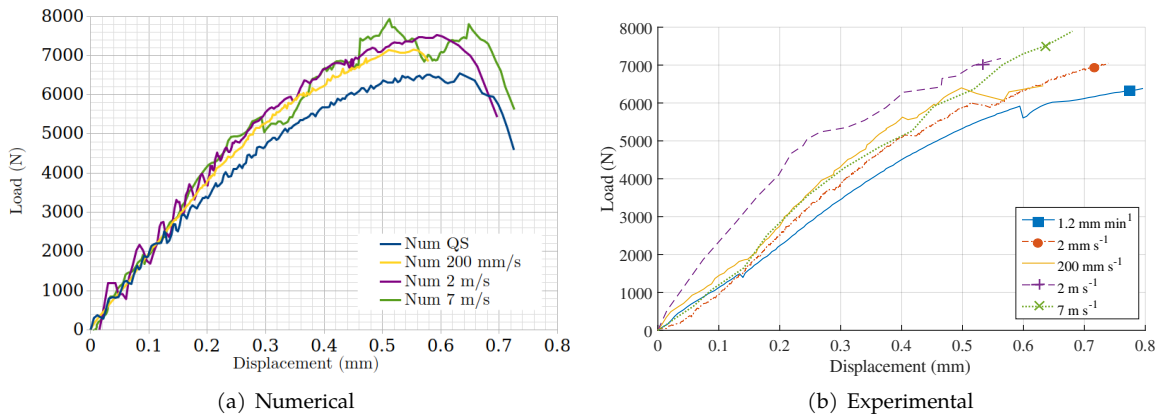 8000
7000
6000
5000
4000
3000
2000
1000
0
Load (N)
Num QS
Num 200 mm/s
Num 2 m/s
Num 7 m/s
0 0.1 0.2 0.3 0.4 0.5 0.6 0.7 0.8
Displacement (mm)
(a) Numerical
8000
7000
6000
5000
4000
3000
2000
1000
0
Load (N)
1.2 mm min¹
2 mm s⁻¹
200 mm s⁻¹
2 m s⁻¹
7 m s⁻¹
0 0.1 0.2 0.3 0.4 0.5 0.6 0.7 0.8
Displacement (mm)
(b) Experimental